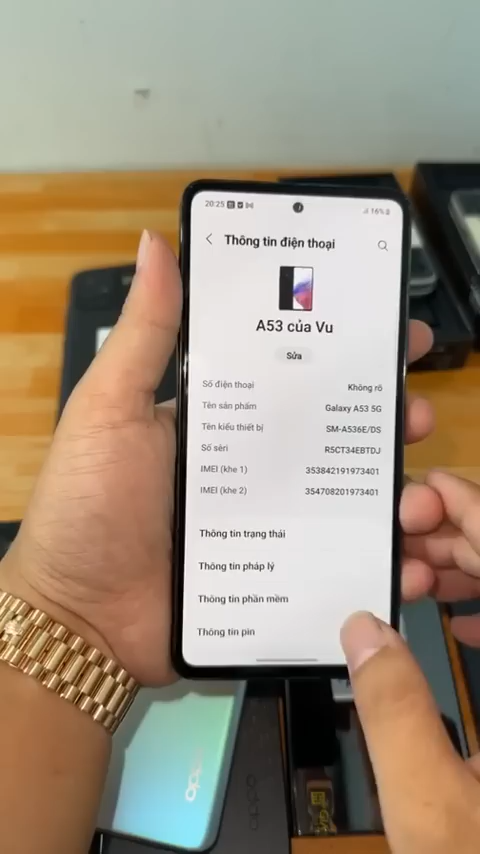 20:25
16%
Thông tin điện thoại
A53 của Vu
Sửa
Số điện thoại Không rõ
Tên sản phẩm Galaxy A53 5G
Tên kiểu thiết bị SM-A536E/DS
Số sêri R5CT34EBTDJ
IMEI (khe 1) 353842191973401
IMEI (khe 2) 354708201973401
Thông tin trạng thái
Thông tin pháp lý
Thông tin phần mềm
Thông tin pin
oppo
oppo